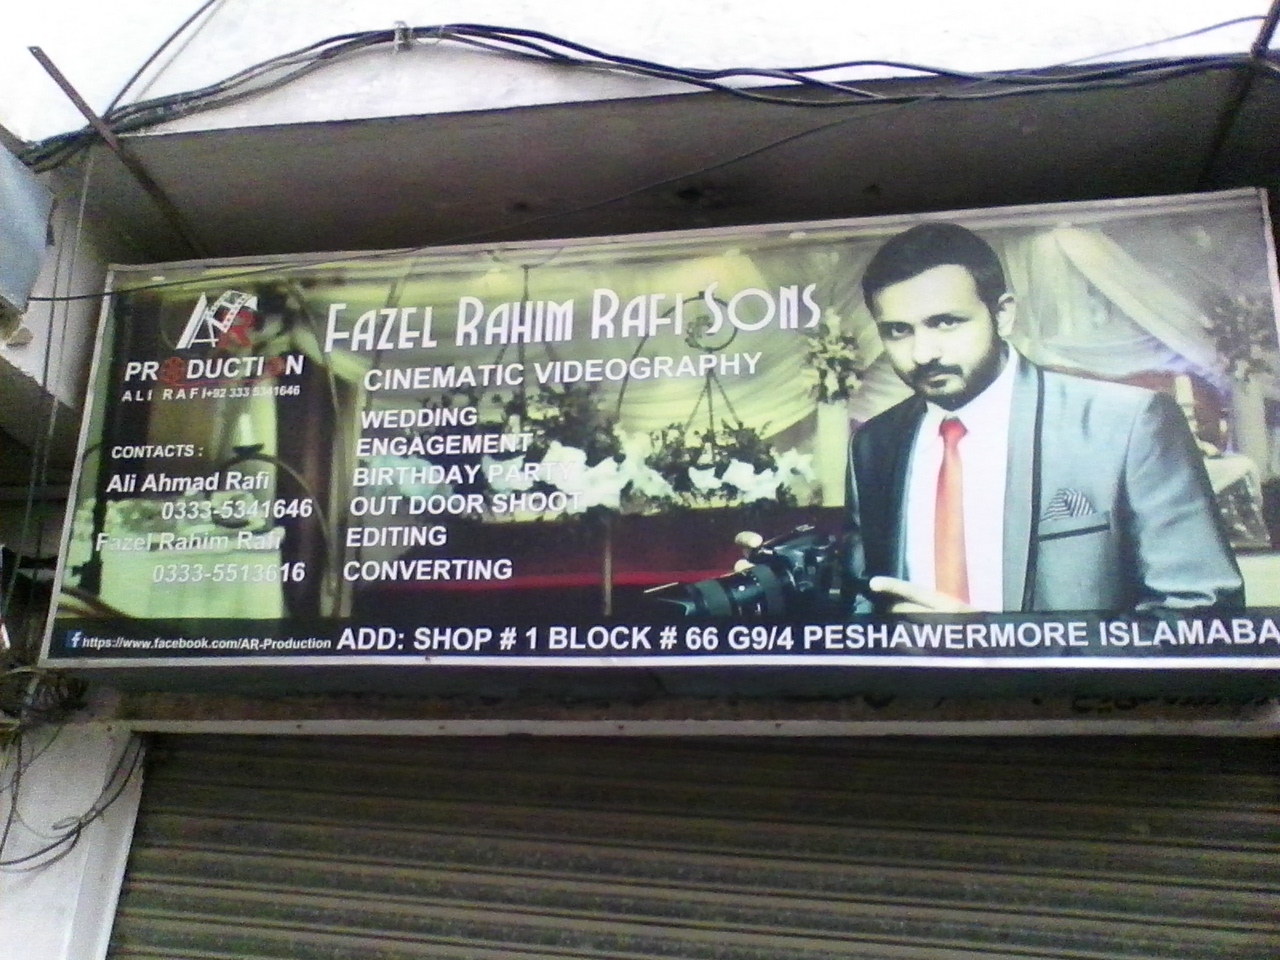 AR
PRODUCTION
ALI RAFI +92 333 5341646
CONTACTS :
Ali Ahmad Rafi
0333-5341646
Fazel Rahim Rafi
0333-5513616
FAZEL RAHIM RAFI SONS
CINEMATIC VIDEOGRAPHY
WEDDING
ENGAGEMENT
BIRTHDAY PARTY
OUT DOOR SHOOT
EDITING
CONVERTING
f https://www.facebook.com/AR-Production ADD: SHOP # 1 BLOCK # 66 G9/4 PESHAWERMORE ISLAMABA